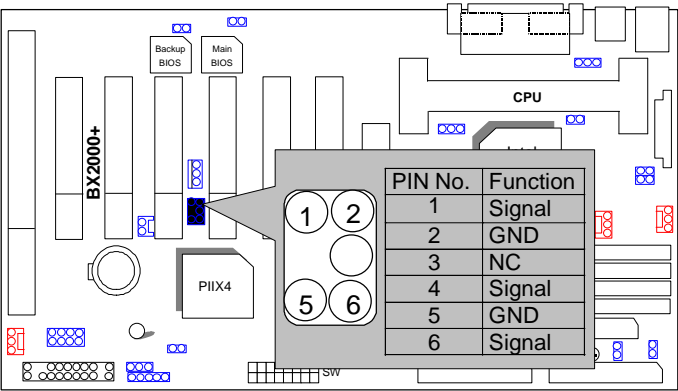 Backup
BIOS
Main
BIOS
CPU
BX2000+
PIIX4
1
2
5
6
PIN No. Function
1 Signal
2 GND
3 NC
4 Signal
5 GND
6 Signal
SW